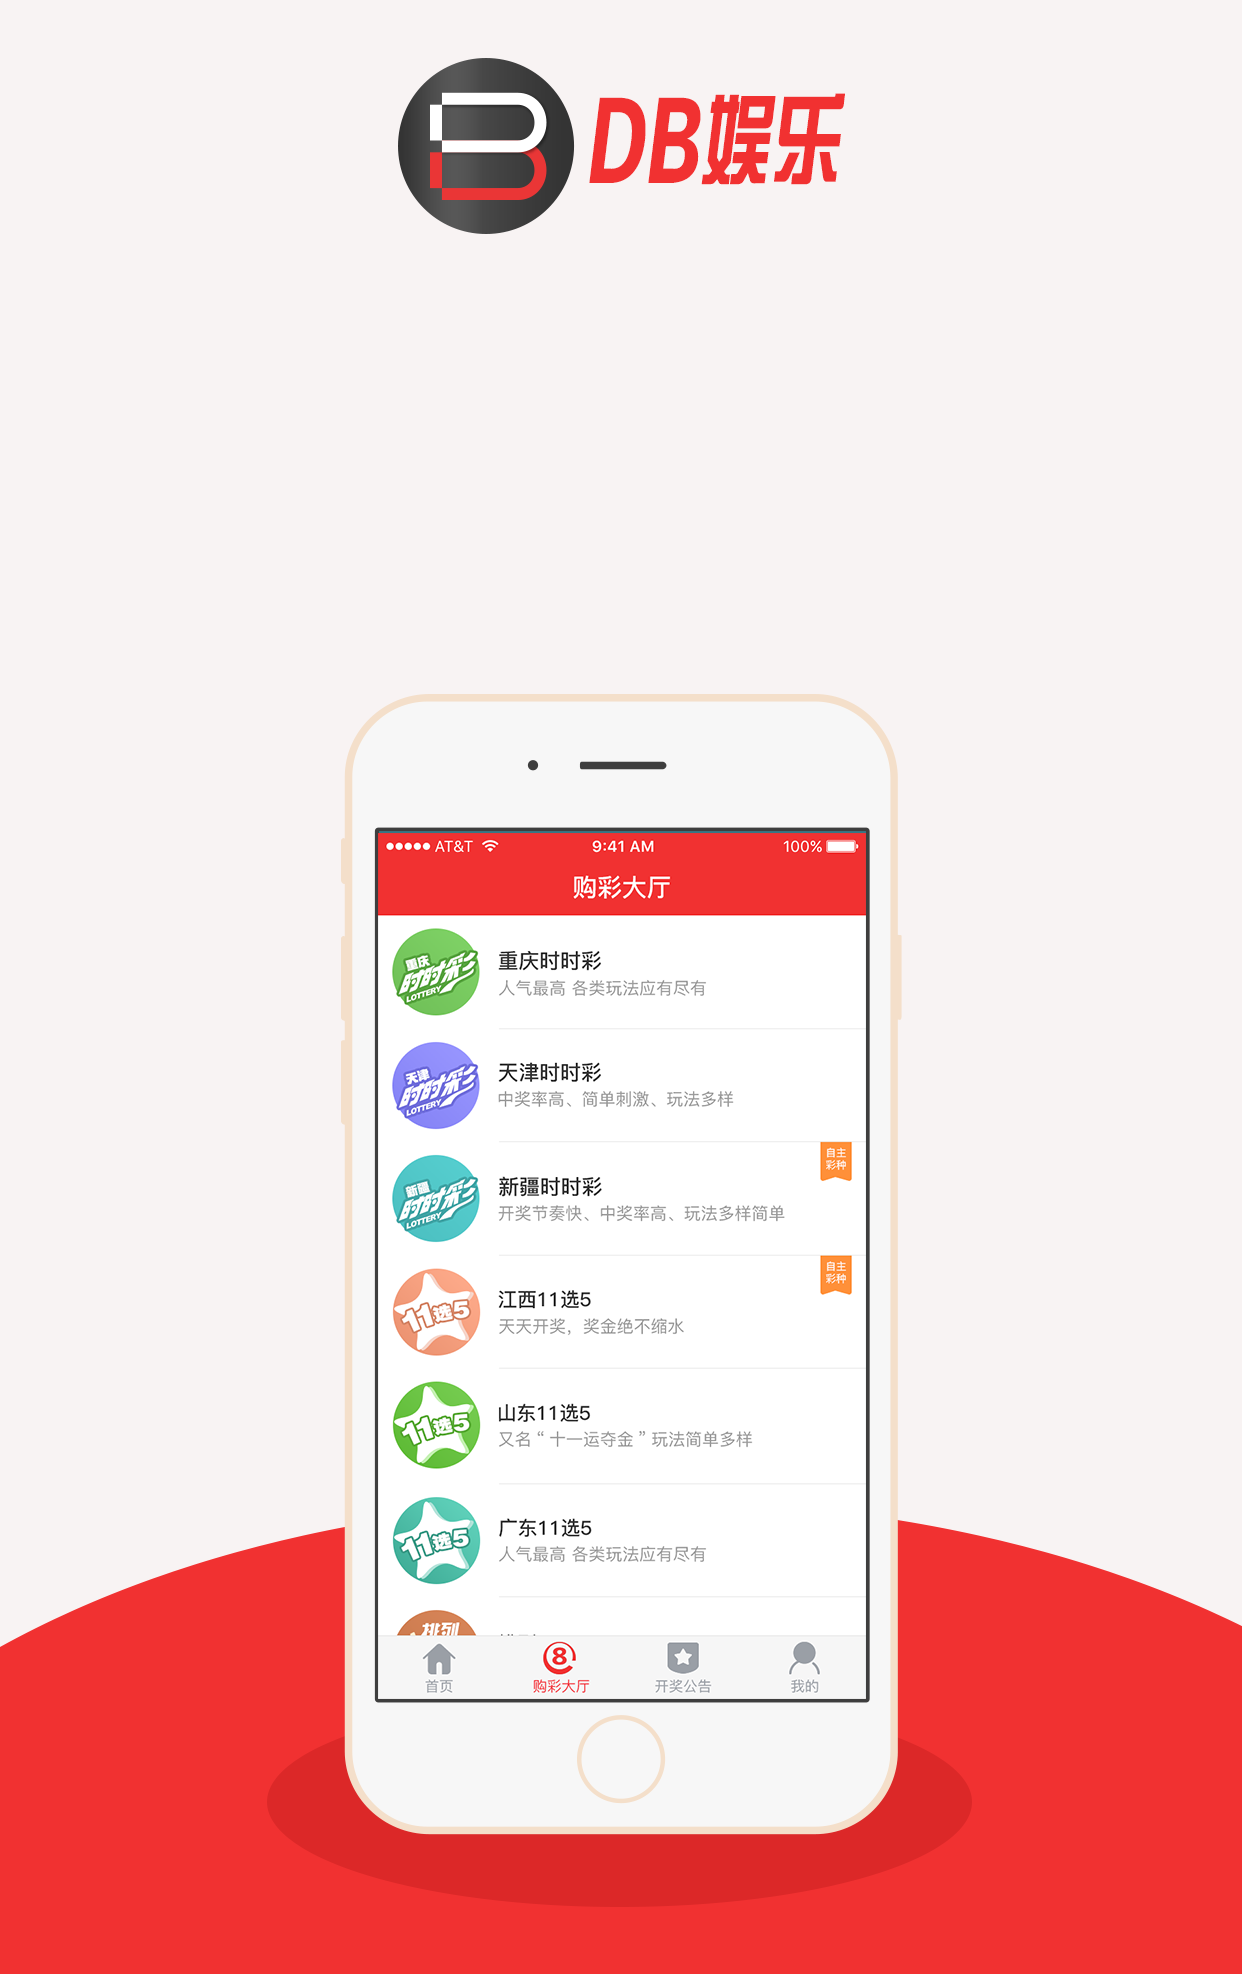 DB娱乐
AT&T 9:41 AM 100%
购彩大厅
重庆
时时彩
LOTTERY
重庆时时彩
人气最高 各类玩法应有尽有
天津
时时彩
LOTTERY
天津时时彩
中奖率高、简单刺激、玩法多样
自主
彩种
新疆
时时彩
LOTTERY
新疆时时彩
开奖节奏快、中奖率高、玩法多样简单
自主
彩种
11选5
江西11选5
天天开奖，奖金绝不缩水
11选5
山东11选5
又名“十一运夺金”玩法简单多样
11选5
广东11选5
人气最高 各类玩法应有尽有
排列
首页 购彩大厅 开奖公告 我的